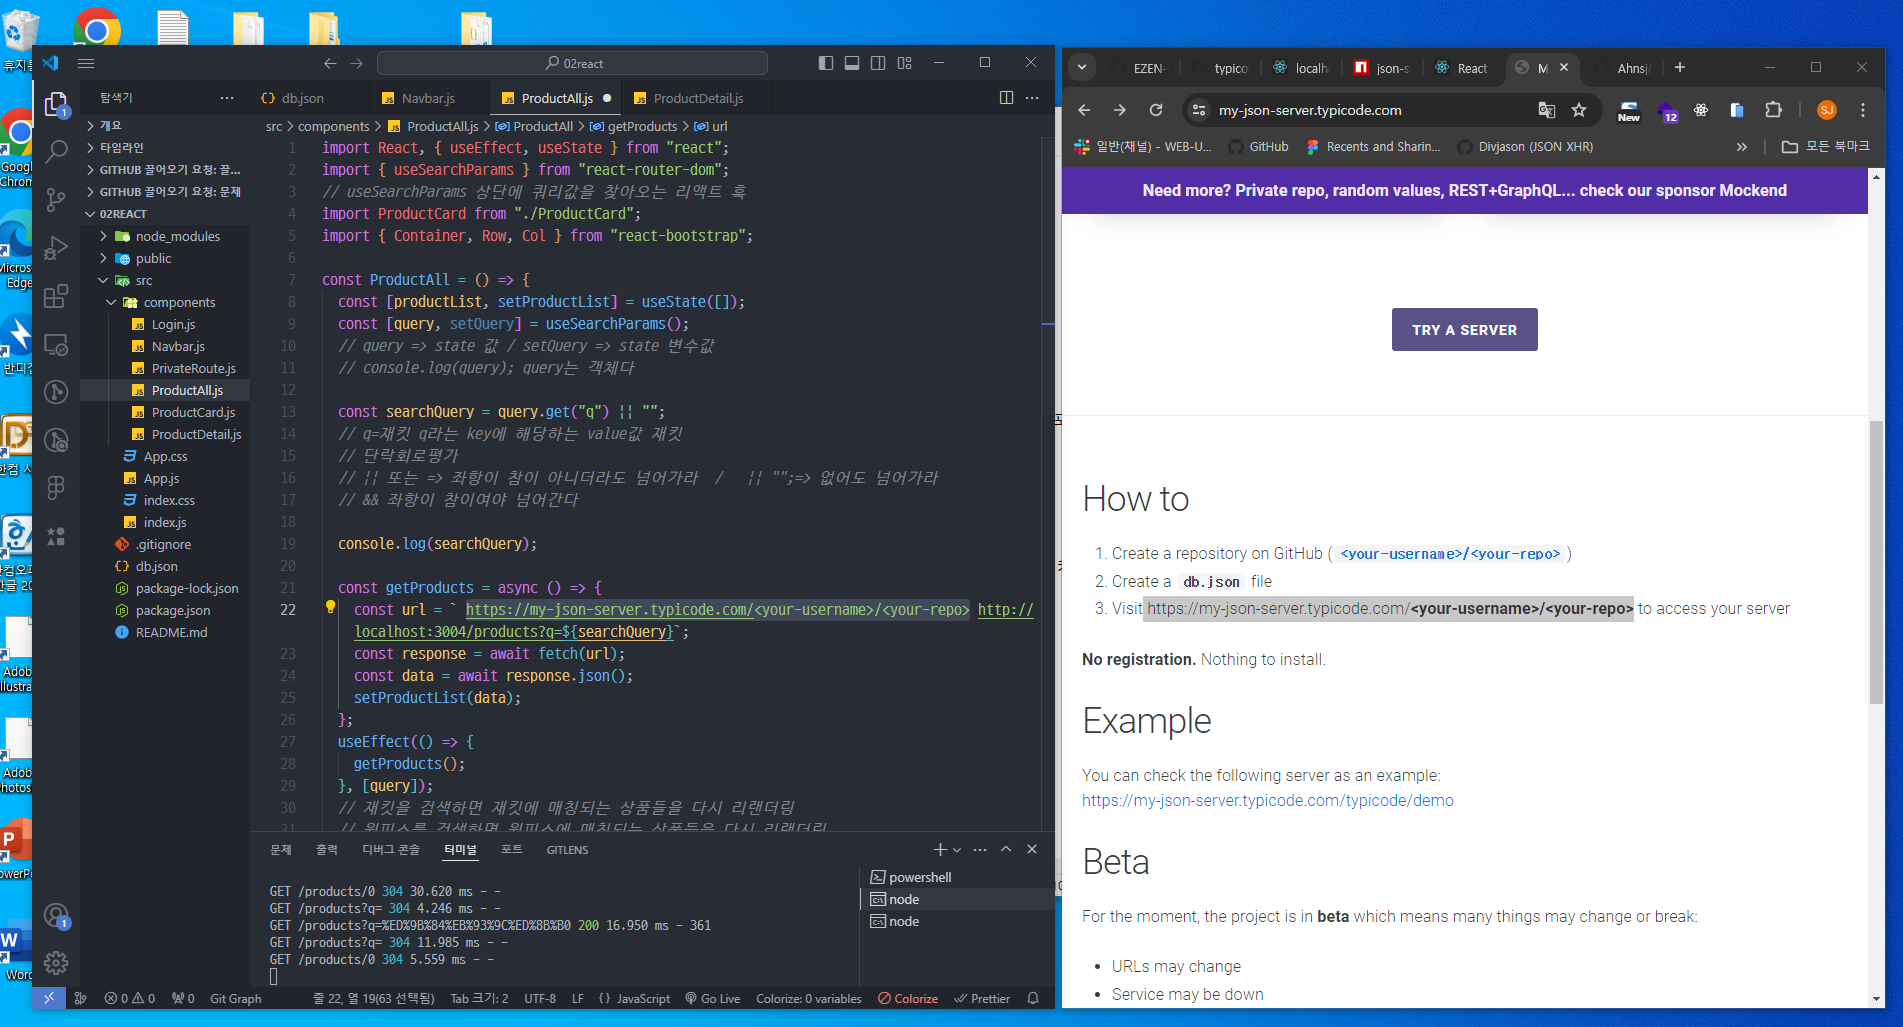 휴지통
Google
Chrom
Micros
Edge
반디집
한컴
한글 20
Adob
Illustra
Adob
Photos
PowerPo
Word
02react
탐색기
db.json
Navbar.js
ProductAll.js
ProductDetail.js
src > components > ProductAll.js > ProductAll > getProducts > url
개요
타임라인
GITHUB 끌어오기 요청: 끌...
GITHUB 끌어오기 요청: 문제
02REACT
node_modules
public
src
components
Login.js
Navbar.js
PrivateRoute.js
ProductAll.js
ProductCard.js
ProductDetail.js
App.css
App.js
index.css
index.js
.gitignore
db.json
package-lock.json
package.json
README.md
1 import React, { useEffect, useState } from "react";
2 import { useSearchParams } from "react-router-dom";
3 // useSearchParams 상단에 쿼리값을 찾아오는 리액트 훅
4 import ProductCard from "./ProductCard";
5 import { Container, Row, Col } from "react-bootstrap";
6
7 const ProductAll = () => {
8 const [productList, setProductList] = useState([]);
9 const [query, setQuery] = useSearchParams();
10 // query => state 값 / setQuery => state 변수값
11 // console.log(query); query는 객체다
12
13 const searchQuery = query.get("q") || "";
14 // q=재킷 q라는 key에 해당하는 value값 재킷
15 // 단락회로평가
16 // || 또는 => 좌항이 참이 아니더라도 넘어가라 / || "";=> 없어도 넘어가라
17 // && 좌항이 참이여야 넘어간다
18
19 console.log(searchQuery);
20
21 const getProducts = async () => {
22 const url = ` https://my-json-server.typicode.com/<your-username>/<your-repo> http://
localhost:3004/products?q=${searchQuery}`;
23 const response = await fetch(url);
24 const data = await response.json();
25 setProductList(data);
26 };
27 useEffect(() => {
28 getProducts();
29 }, [query]);
30 // 재킷을 검색하면 재킷에 매칭되는 상품들을 다시 리랜더링
31 // 원피스를 검색하면 원피스에 매칭되는 상품들을 다시 리랜더링
문제 출력 디버그 콘솔 터미널 포트 GITLENS
GET /products/0 304 30.620 ms - -
GET /products?q= 304 4.246 ms - -
GET /products?q=%ED%9B%84%EB%93%9C%ED%8B%B0 200 16.950 ms - 361
GET /products?q= 304 11.985 ms - -
GET /products/0 304 5.559 ms - -
powershell
node
node
0 0 0 Git Graph 줄 22, 열 19(63 선택됨) Tab 크기: 2 UTF-8 LF {} JavaScript Go Live Colorize: 0 variables Colorize Prettier
EZEN- typico localh json-s React M Ahnsj
my-json-server.typicode.com
New 12 SJ
일반(채널) - WEB-U... GitHub Recents and Sharin... Divjason (JSON XHR) » 모든 북마크
Need more? Private repo, random values, REST+GraphQL... check our sponsor Mockend
TRY A SERVER
How to
1. Create a repository on GitHub ( <your-username>/<your-repo> )
2. Create a db.json file
3. Visit https://my-json-server.typicode.com/<your-username>/<your-repo> to access your server
No registration. Nothing to install.
Example
You can check the following server as an example:
https://my-json-server.typicode.com/typicode/demo
Beta
For the moment, the project is in beta which means many things may change or break:
• URLs may change
• Service may be down